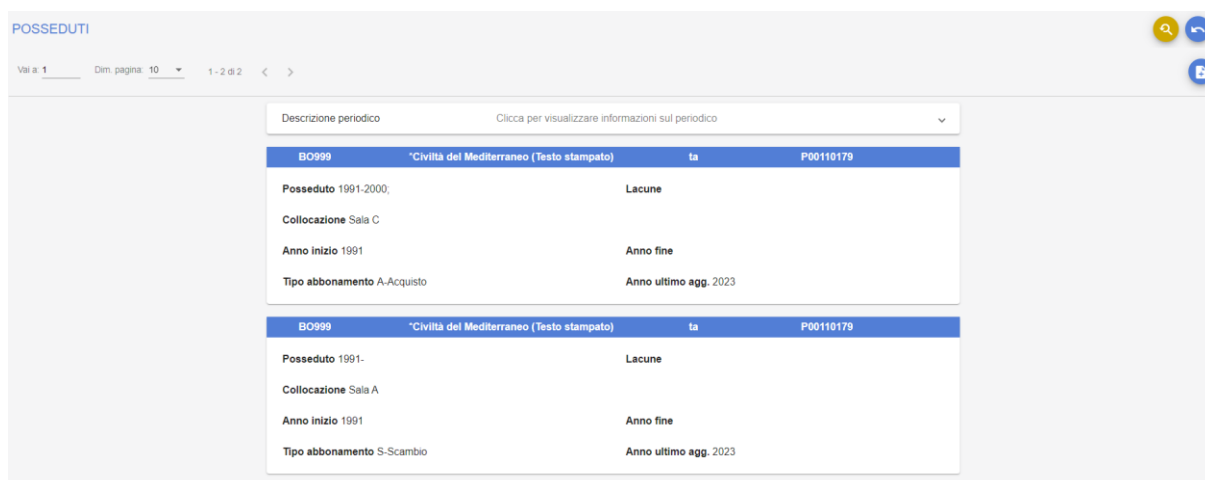 POSSEDUTI
Vai a: 1 Dim. pagina: 10 1 - 2 di 2
Descrizione periodico Clicca per visualizzare informazioni sul periodico
BO999 *Civiltà del Mediterraneo (Testo stampato) ta P00110179
Posseduto 1991-2000; Lacune
Collocazione Sala C
Anno inizio 1991 Anno fine
Tipo abbonamento A-Acquisto Anno ultimo agg. 2023
BO999 *Civiltà del Mediterraneo (Testo stampato) ta P00110179
Posseduto 1991- Lacune
Collocazione Sala A
Anno inizio 1991 Anno fine
Tipo abbonamento S-Scambio Anno ultimo agg. 2023